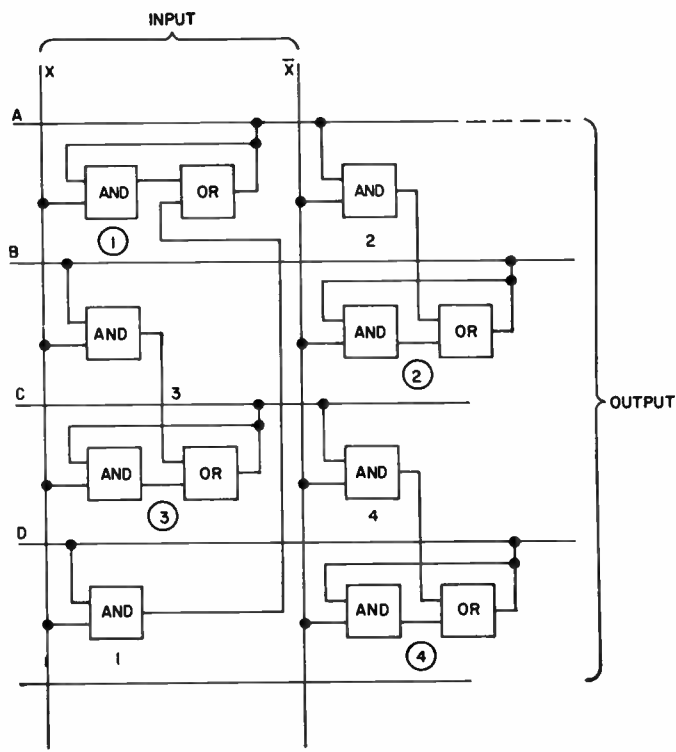 INPUT
X X̅
A
AND OR AND
① 2
B
AND AND OR
②
3
C
AND OR AND
③ 4
D
AND AND OR
1 ④
OUTPUT